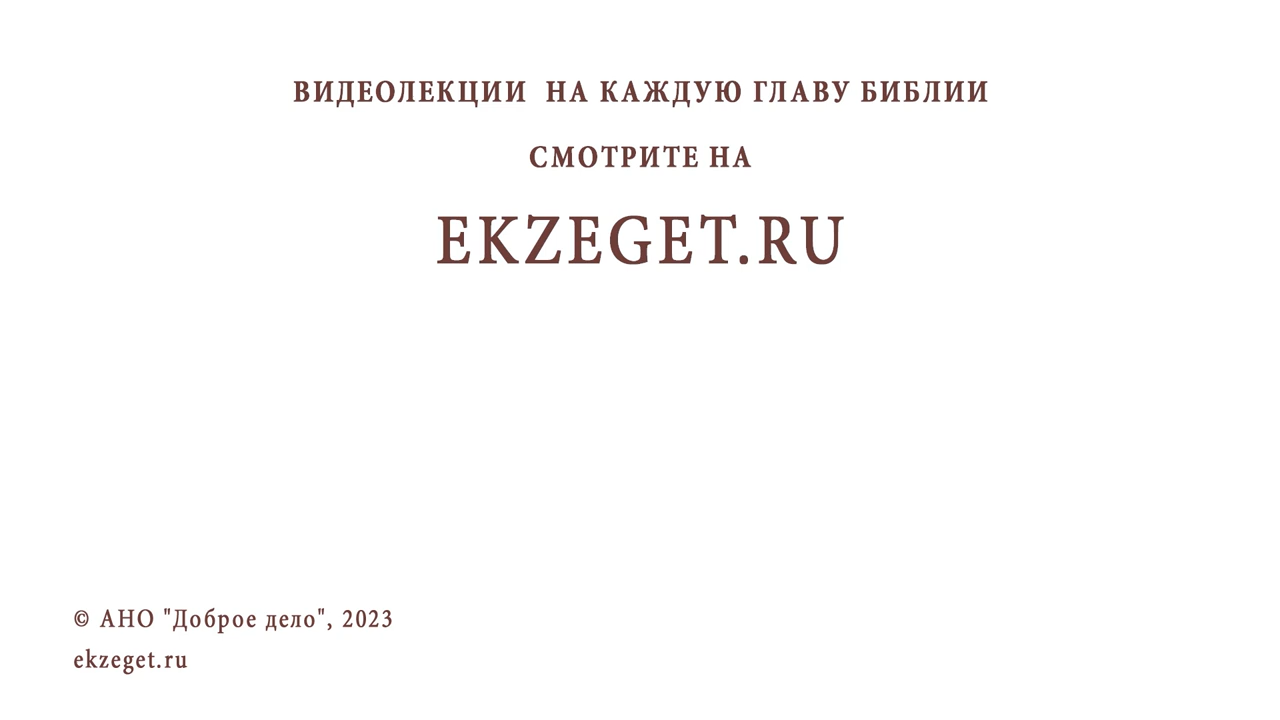 ВИДЕОЛЕКЦИИ НА КАЖДУЮ ГЛАВУ БИБЛИИ
СМОТРИТЕ НА
EKZEGET.RU
© АНО "Доброе дело", 2023
ekzeget.ru